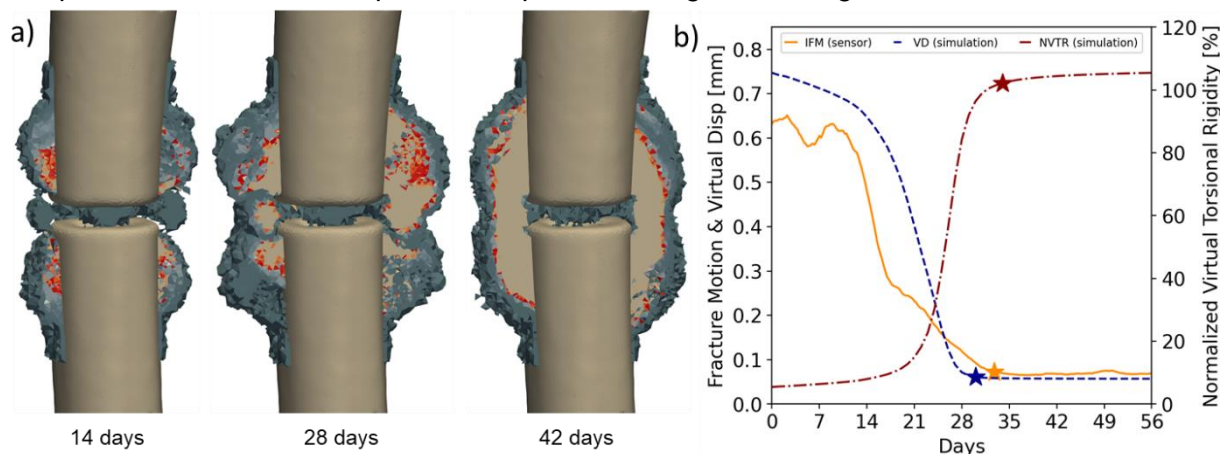 a)
14 days
28 days
42 days
b)
IFM (sensor)
VD (simulation)
NVTR (simulation)
Fracture Motion & Virtual Disp [mm]
0.8
0.7
0.6
0.5
0.4
0.3
0.2
0.1
0.0
Normalized Virtual Torsional Rigidity [%]
120
100
80
60
40
20
0
0 7 14 21 28 35 42 49 56
Days